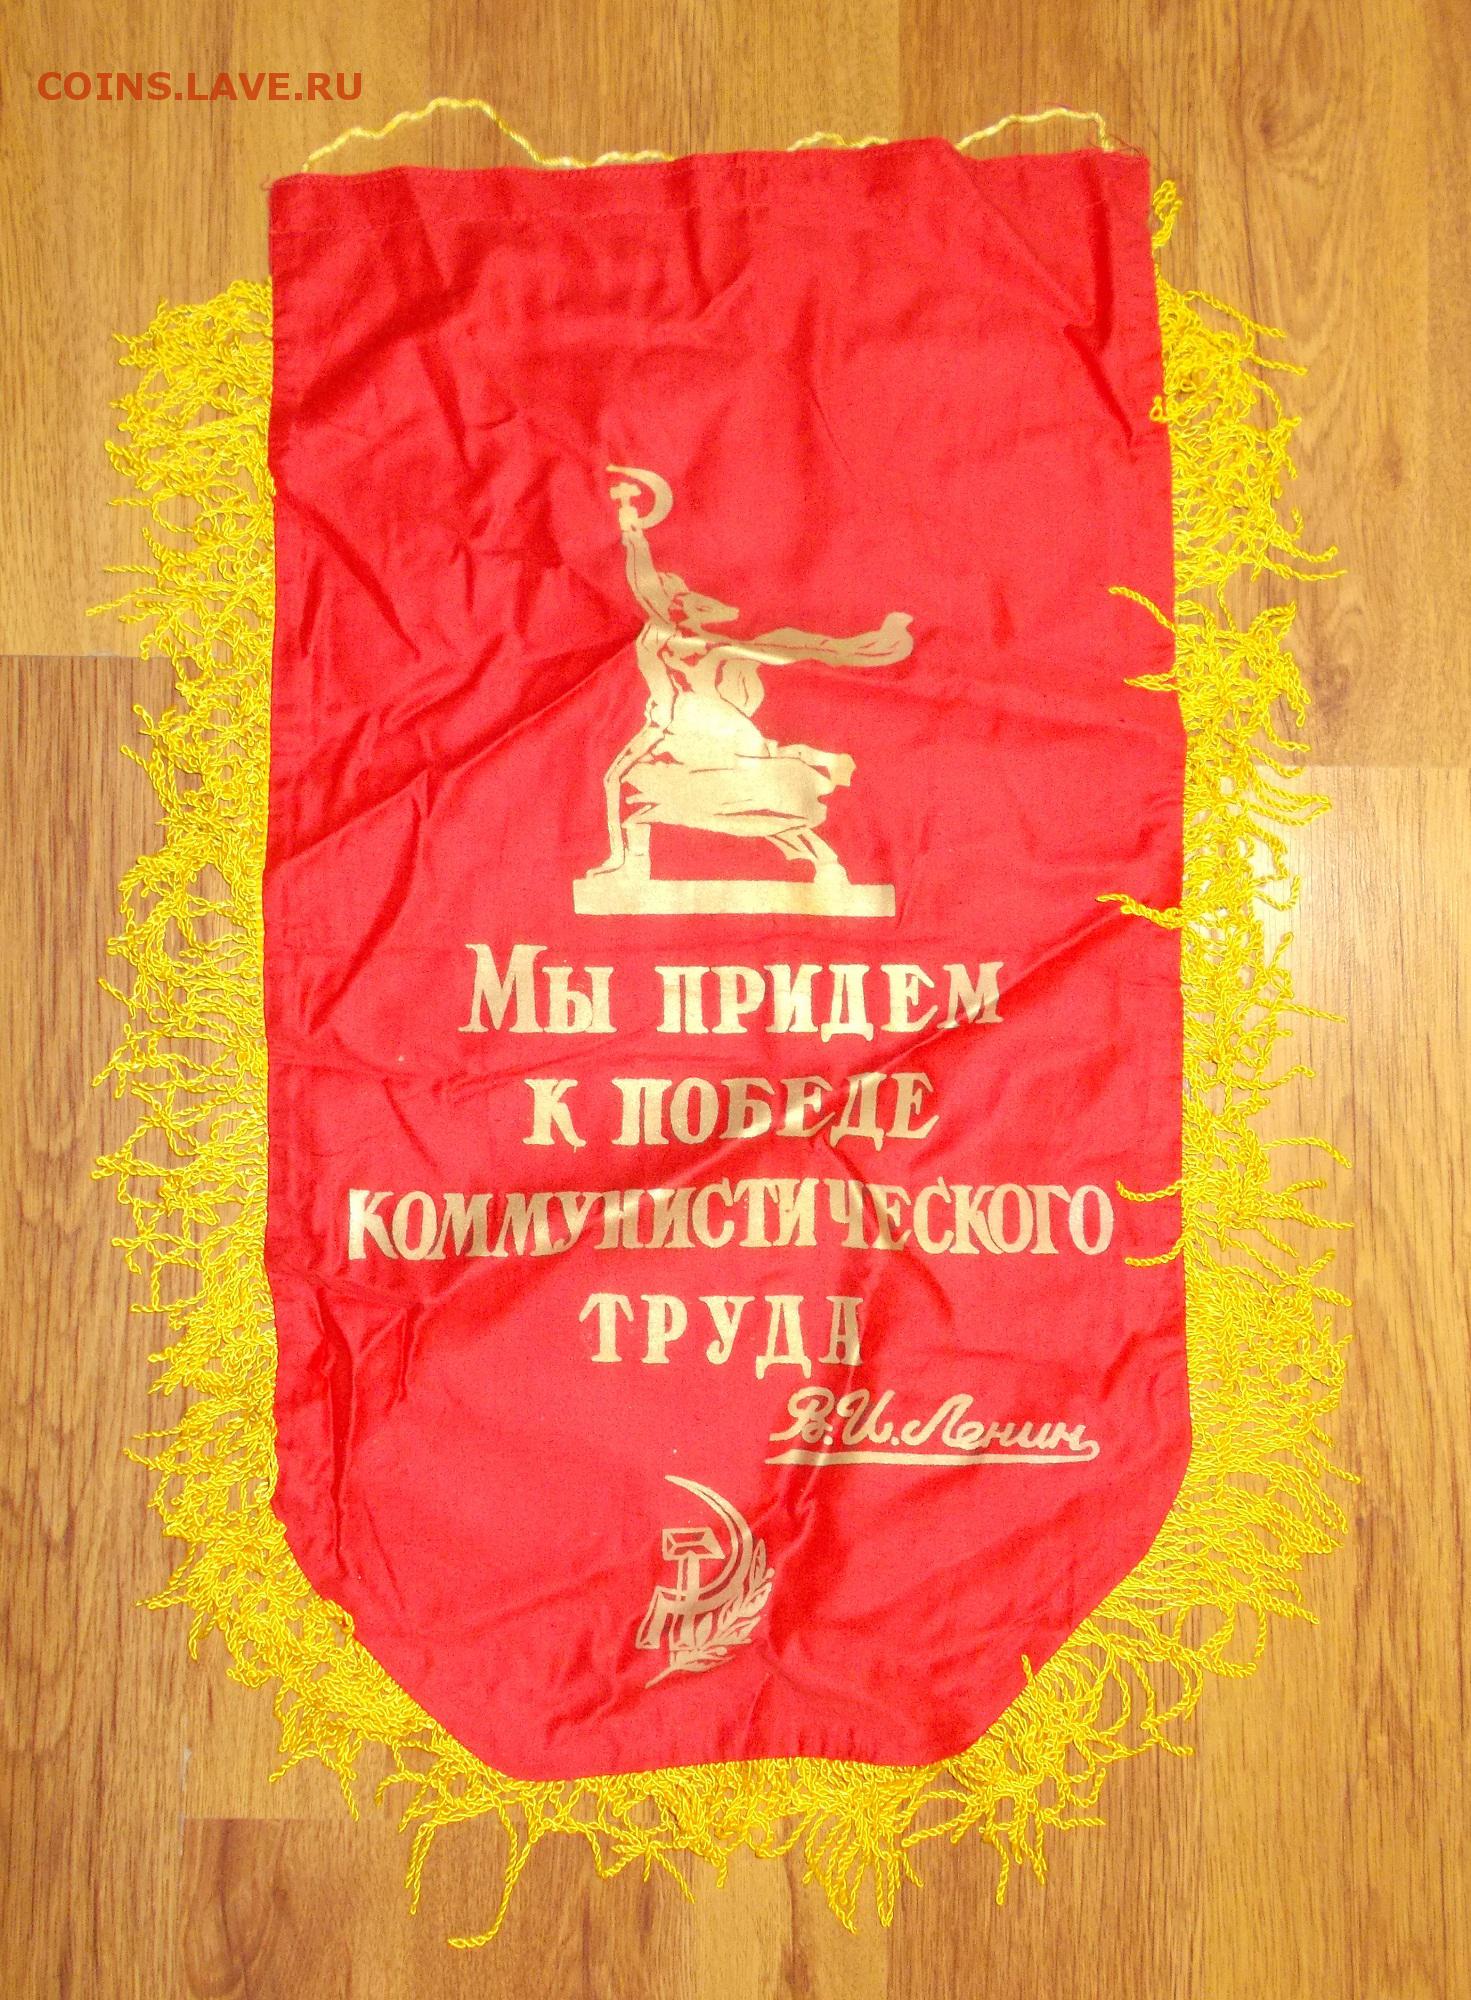 COINS.LAVE.RU
Мы придем
к победе
коммунистического
труда
В.И.Ленин